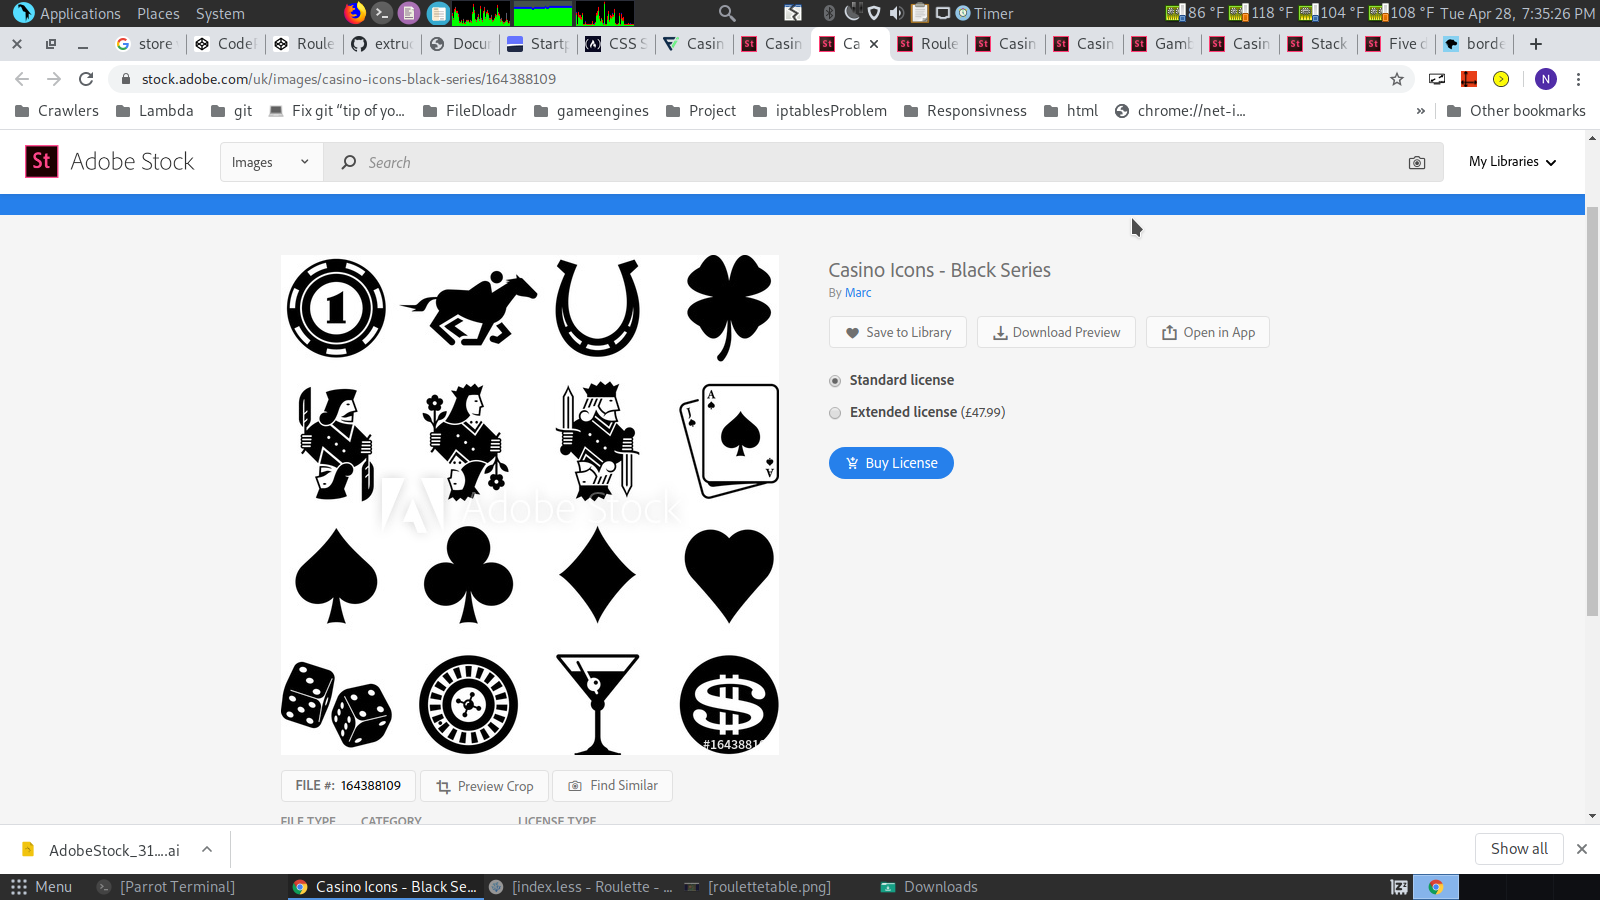 Applications Places System Timer 86 °F 118 °F 104 °F 108 °F Tue Apr 28, 7:35:26 PM
store Code Roule extruc Docur Startp CSS S Casin Casin Ca Roule Casin Casin Gamb Casin Stack Five d borde
stock.adobe.com/uk/images/casino-icons-black-series/164388109 N
Crawlers Lambda git Fix git “tip of yo... FileDloadr gameengines Project iptablesProblem Responsivness html chrome://net-i... » Other bookmarks
St Adobe Stock Images Search My Libraries
Casino Icons - Black Series
By Marc
Save to Library Download Preview Open in App
Standard license
Extended license (£47.99)
Buy License
1
A
A
Adobe Stock
$
#1643881
FILE #: 164388109 Preview Crop Find Similar
FILE TYPE CATEGORY LICENSE TYPE
AdobeStock_31....ai Show all
Menu [Parrot Terminal] Casino Icons - Black Se... [index.less - Roulette - ... [roulettetable.png] Downloads